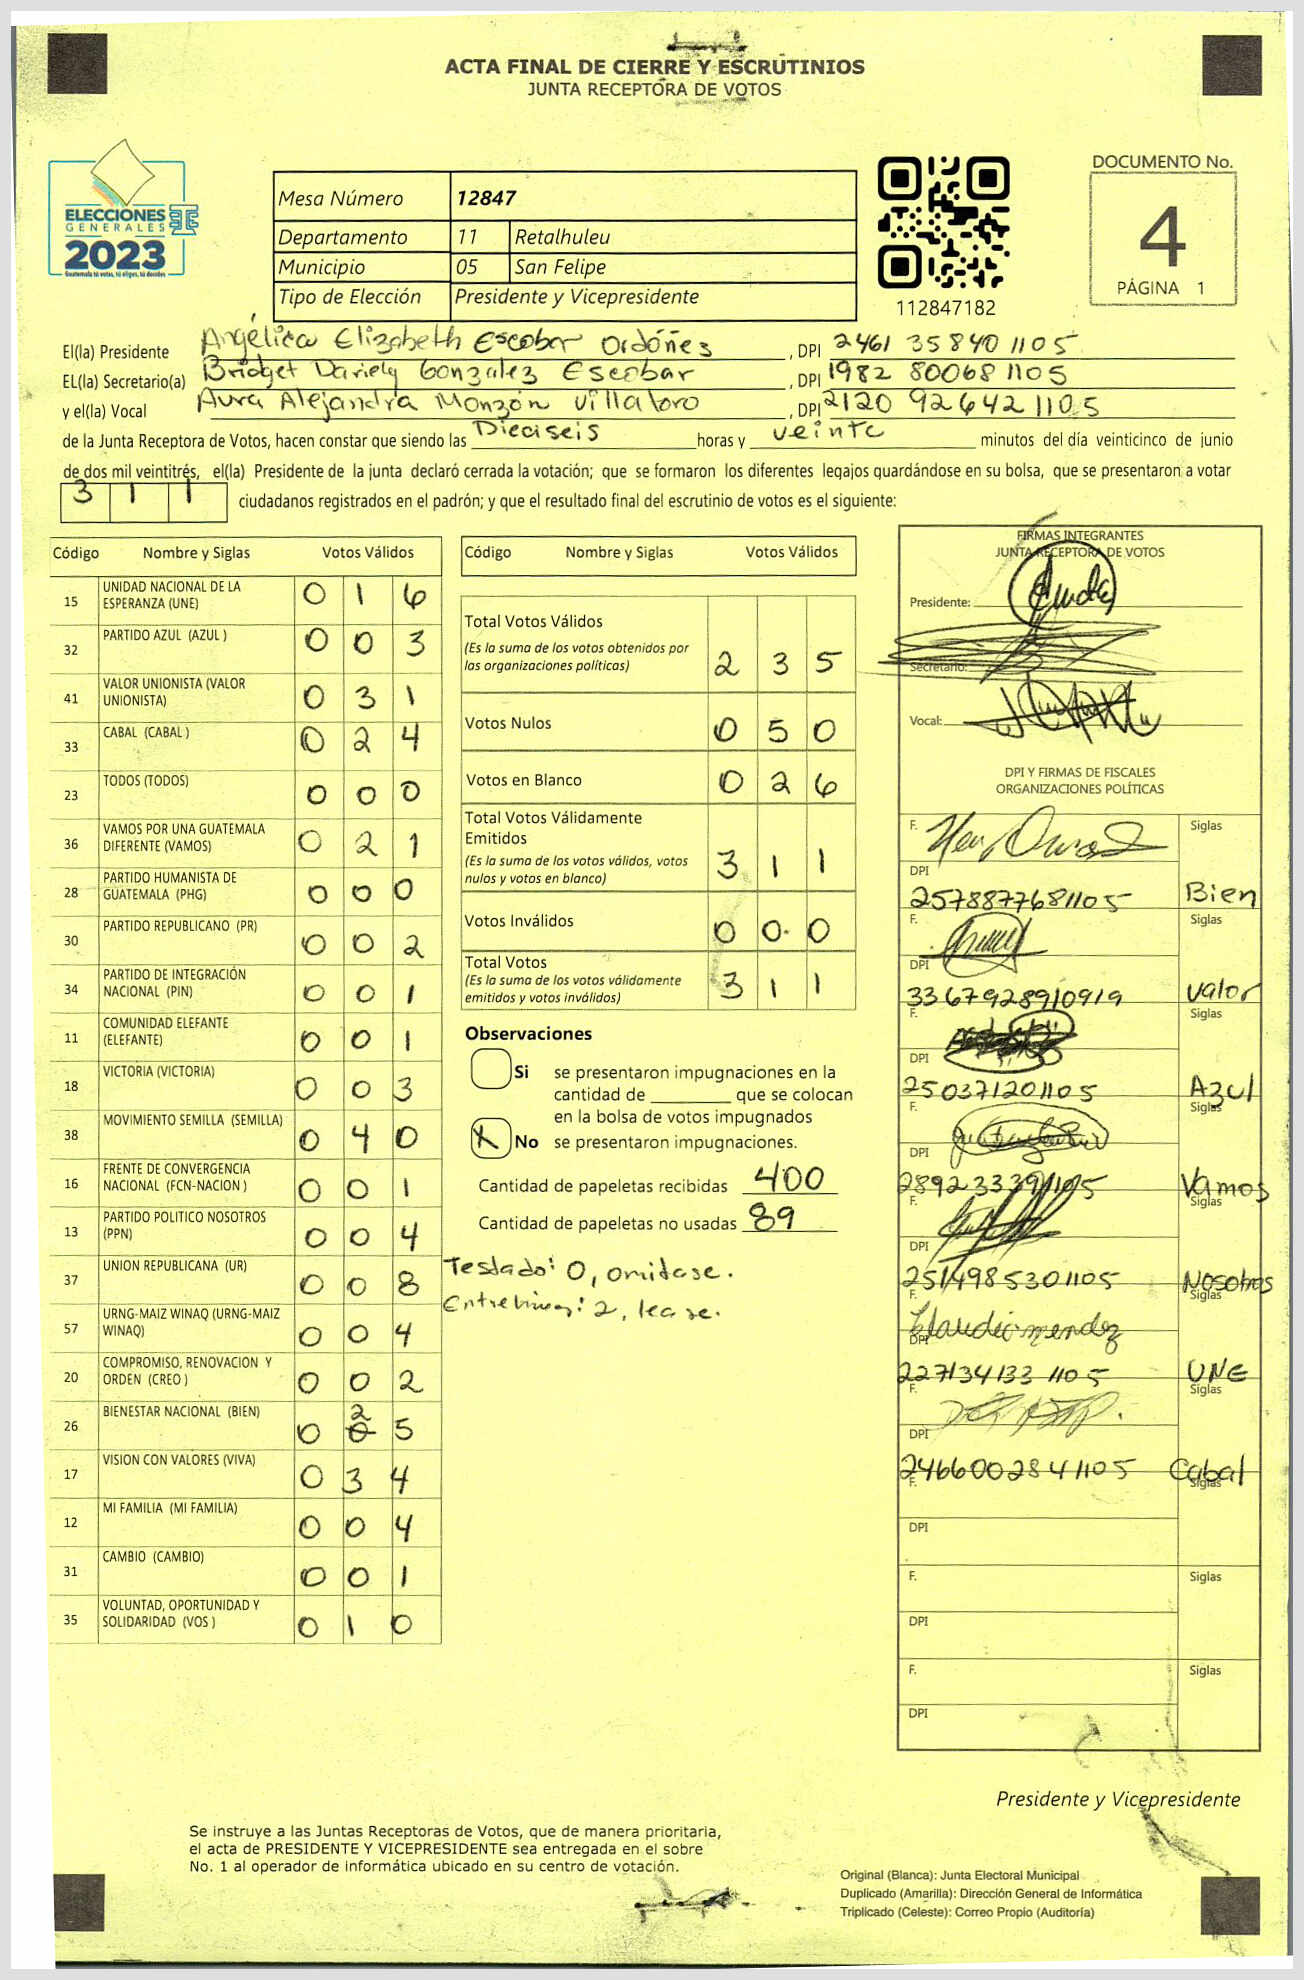 ACTA FINAL DE CIERRE Y ESCRUTINIOS
JUNTA RECEPTORA DE VOTOS
ELECCIONES
GENERALES
2023
Guatemala tú votas, tú eliges, tú decides
Mesa Número 12847
Departamento 11 Retalhuleu
Municipio 05 San Felipe
Tipo de Elección Presidente y Vicepresidente
112847182
DOCUMENTO No.
4
PÁGINA 1
El(la) Presidente Angélica Elizabeth Escobar Ordóñes, DPI 2461 35840 1105
EL(la) Secretario(a) Bridget Dariely Gonzalez Escobar, DPI 1982 80068 1105
y el(la) Vocal Aura Alejandra Monzón Villatoro, DPI 2120 92642 1105
de la Junta Receptora de Votos, hacen constar que siendo las Dieciseis horas y veinte minutos del día veinticinco de junio
de dos mil veintitrés, el(la) Presidente de la junta declaró cerrada la votación; que se formaron los diferentes legajos quardándose en su bolsa, que se presentaron a votar
3 1 1 ciudadanos registrados en el padrón; y que el resultado final del escrutinio de votos es el siguiente:
Código Nombre y Siglas Votos Válidos
15 UNIDAD NACIONAL DE LA ESPERANZA (UNE) 0 1 6
32 PARTIDO AZUL (AZUL ) 0 0 3
41 VALOR UNIONISTA (VALOR UNIONISTA) 0 3 1
33 CABAL (CABAL ) 0 2 4
23 TODOS (TODOS) 0 0 0
36 VAMOS POR UNA GUATEMALA DIFERENTE (VAMOS) 0 2 1
28 PARTIDO HUMANISTA DE GUATEMALA (PHG) 0 0 0
30 PARTIDO REPUBLICANO (PR) 0 0 2
34 PARTIDO DE INTEGRACIÓN NACIONAL (PIN) 0 0 1
11 COMUNIDAD ELEFANTE (ELEFANTE) 0 0 1
18 VICTORIA (VICTORIA) 0 0 3
38 MOVIMIENTO SEMILLA (SEMILLA) 0 4 0
16 FRENTE DE CONVERGENCIA NACIONAL (FCN-NACION ) 0 0 1
13 PARTIDO POLITICO NOSOTROS (PPN) 0 0 4
37 UNION REPUBLICANA (UR) 0 0 8
57 URNG-MAIZ WINAQ (URNG-MAIZ WINAQ) 0 0 4
20 COMPROMISO, RENOVACION Y ORDEN (CREO ) 0 0 2
26 BIENESTAR NACIONAL (BIEN) 0 2 5
17 VISION CON VALORES (VIVA) 0 3 4
12 MI FAMILIA (MI FAMILIA) 0 0 4
31 CAMBIO (CAMBIO) 0 0 1
35 VOLUNTAD, OPORTUNIDAD Y SOLIDARIDAD (VOS ) 0 1 0
Código Nombre y Siglas Votos Válidos
Total Votos Válidos
(Es la suma de los votos obtenidos por las organizaciones políticas) 2 3 5
Votos Nulos 0 5 0
Votos en Blanco 0 2 6
Total Votos Válidamente Emitidos
(Es la suma de los votos válidos, votos nulos y votos en blanco) 3 1 1
Votos Inválidos 0 0 0
Total Votos
(Es la suma de los votos válidamente emitidos y votos inválidos) 3 1 1
Observaciones
Si se presentaron impugnaciones en la
cantidad de ________ que se colocan
en la bolsa de votos impugnados
X No se presentaron impugnaciones.
Cantidad de papeletas recibidas 400
Cantidad de papeletas no usadas 89
Testado: 0, omitase.
Entrelineas: 2, lease.
FIRMAS INTEGRANTES
JUNTA RECEPTORA DE VOTOS
Presidente:
Secretario:
Vocal:
DPI Y FIRMAS DE FISCALES
ORGANIZACIONES POLÍTICAS
F. Siglas
DPI 2578877681105 Bien
F. Siglas
DPI 3367928910919 Valor
F. Siglas
DPI 250371201105 Azul
F. Siglas
DPI 2892333911105 Vamos
F. Siglas
DPI 2514985301105 Nosotros
F. Claudio mendez Siglas
DPI 227134133 1105 UNE
F. Siglas
DPI 2466002841105 Cabal
F. Siglas
DPI
F. Siglas
DPI
F. Siglas
DPI
Presidente y Vicepresidente
Se instruye a las Juntas Receptoras de Votos, que de manera prioritaria,
el acta de PRESIDENTE Y VICEPRESIDENTE sea entregada en el sobre
No. 1 al operador de informática ubicado en su centro de votación.
Original (Blanca): Junta Electoral Municipal
Duplicado (Amarilla): Dirección General de Informática
Triplicado (Celeste): Correo Propio (Auditoría)